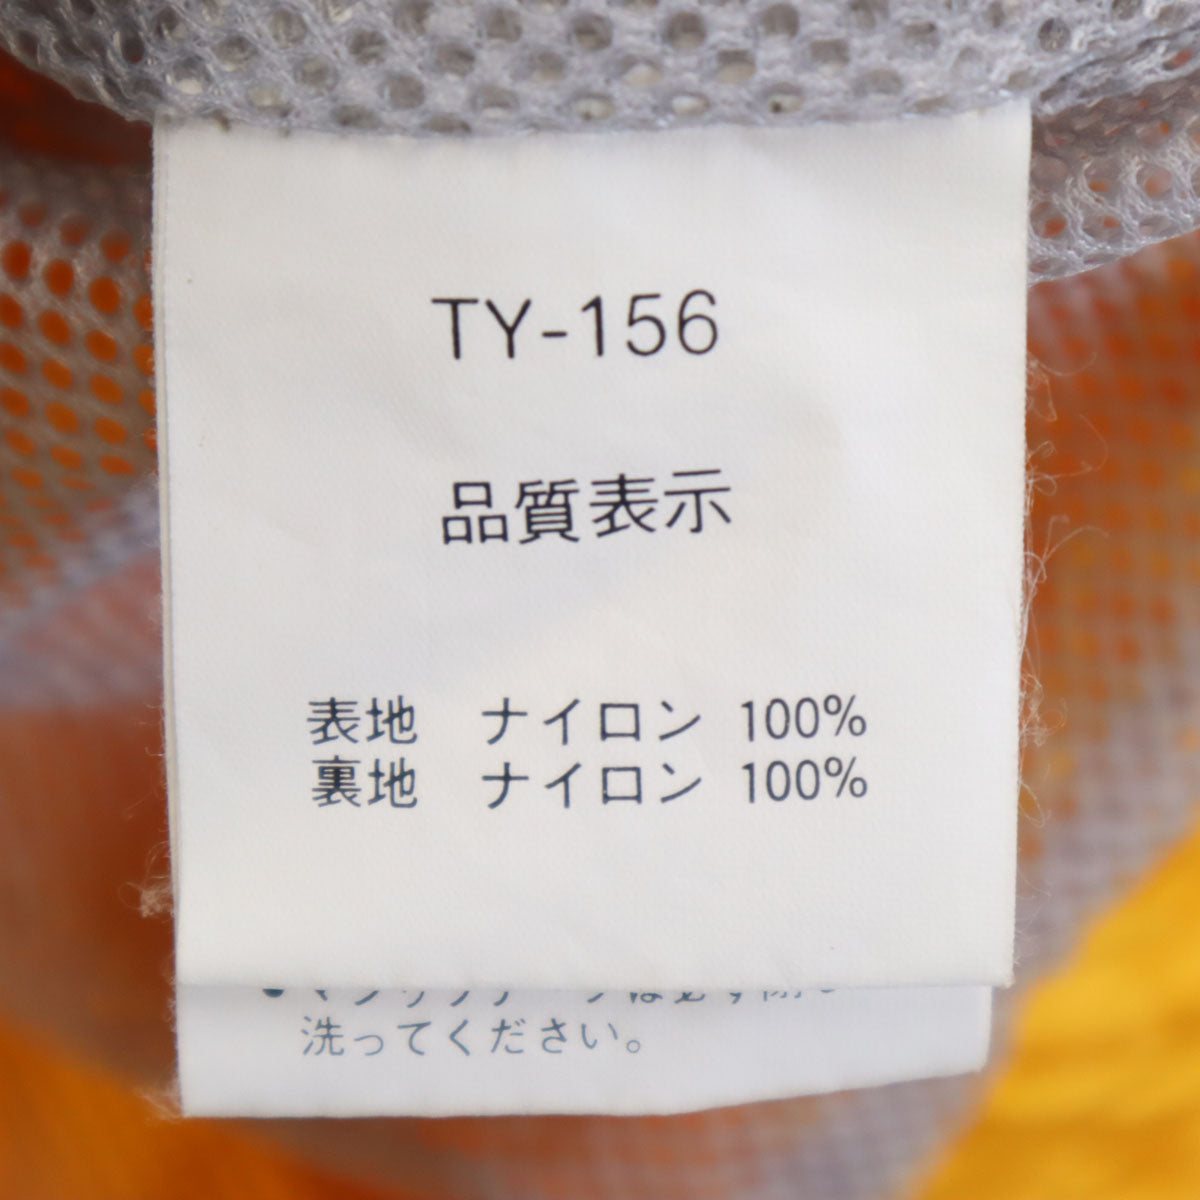 TY-156
品質表示
表地 ナイロン 100%
裏地 ナイロン 100%
洗ってください。